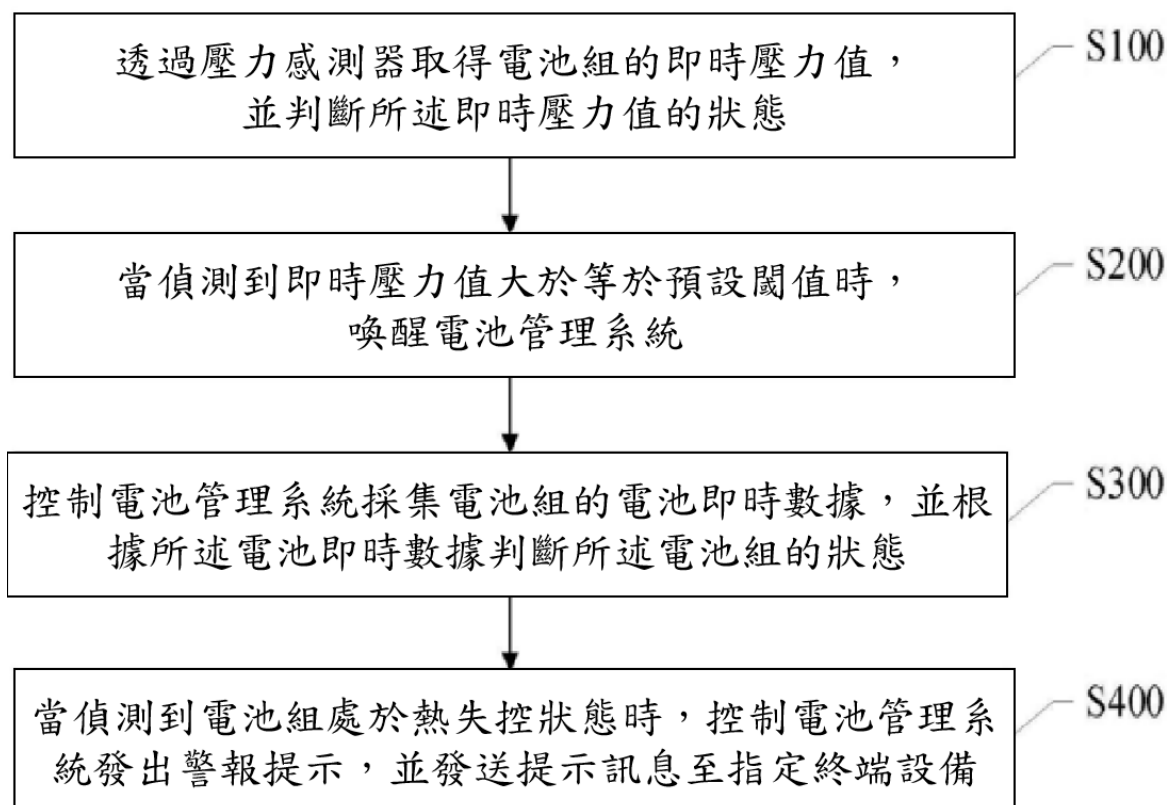 透過壓力感測器取得電池組的即時壓力值，
並判斷所述即時壓力值的狀態
S100
當偵測到即時壓力值大於等於預設閾值時，
喚醒電池管理系統
S200
控制電池管理系統採集電池組的電池即時數據，並根
據所述電池即時數據判斷所述電池組的狀態
S300
當偵測到電池組處於熱失控狀態時，控制電池管理系
統發出警報提示，並發送提示訊息至指定終端設備
S400